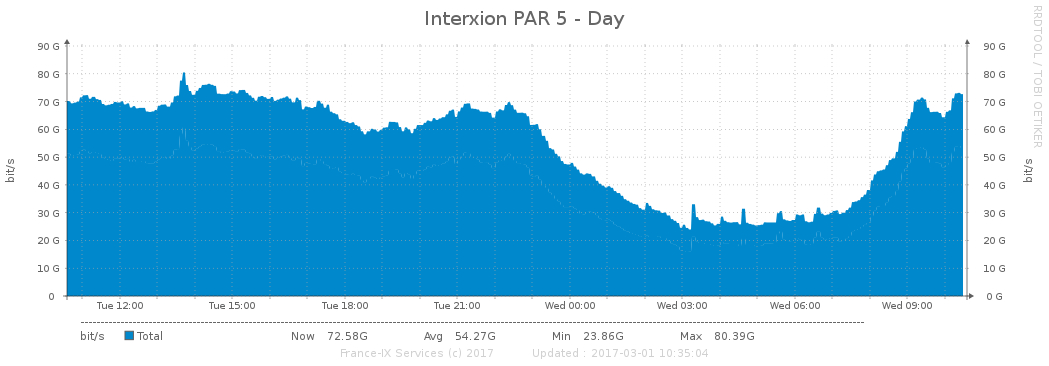 Interxion PAR 5 - Day
RRDTOOL / TOBI OETIKER
90 G 90 G
80 G 80 G
70 G 70 G
60 G 60 G
50 G 50 G
40 G 40 G
30 G 30 G
20 G 20 G
10 G 10 G
0 0 G
bit/s bit/s
Tue 12:00 Tue 15:00 Tue 18:00 Tue 21:00 Wed 00:00 Wed 03:00 Wed 06:00 Wed 09:00
bit/s Total Now 72.58G Avg 54.27G Min 23.86G Max 80.39G
France-IX Services (c) 2017 Updated : 2017-03-01 10:35:04